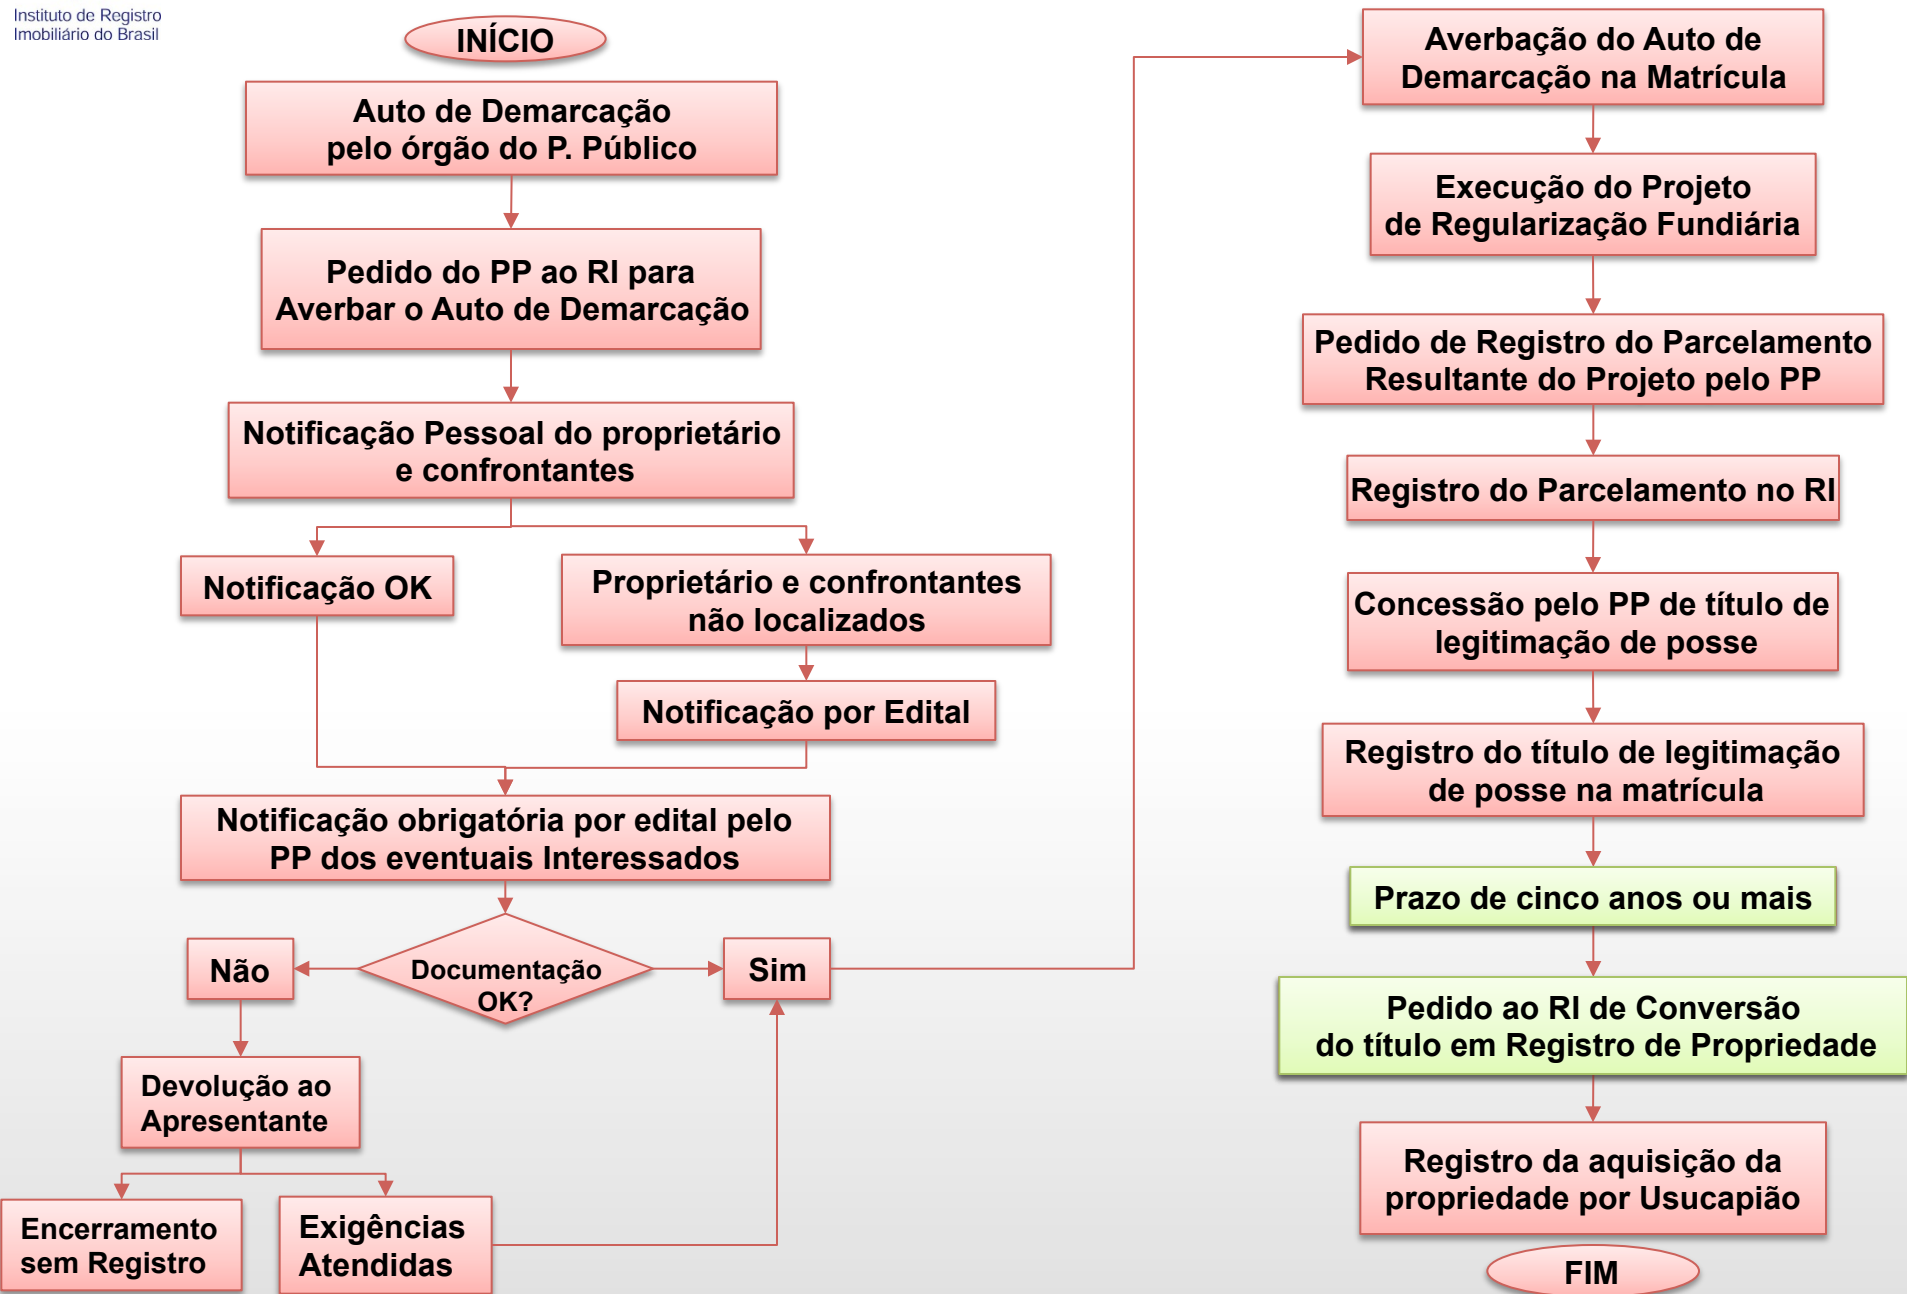 Instituto de Registro
Imobiliário do Brasil
INÍCIO
Auto de Demarcação
pelo órgão do P. Público
Pedido do PP ao RI para
Averbar o Auto de Demarcação
Notificação Pessoal do proprietário
e confrontantes
Notificação OK
Proprietário e confrontantes
não localizados
Notificação por Edital
Notificação obrigatória por edital pelo
PP dos eventuais Interessados
Documentação
OK?
Não
Sim
Devolução ao
Apresentante
Encerramento
sem Registro
Exigências
Atendidas
Averbação do Auto de
Demarcação na Matrícula
Execução do Projeto
de Regularização Fundiária
Pedido de Registro do Parcelamento
Resultante do Projeto pelo PP
Registro do Parcelamento no RI
Concessão pelo PP de título de
legitimação de posse
Registro do título de legitimação
de posse na matrícula
Prazo de cinco anos ou mais
Pedido ao RI de Conversão
do título em Registro de Propriedade
Registro da aquisição da
propriedade por Usucapião
FIM